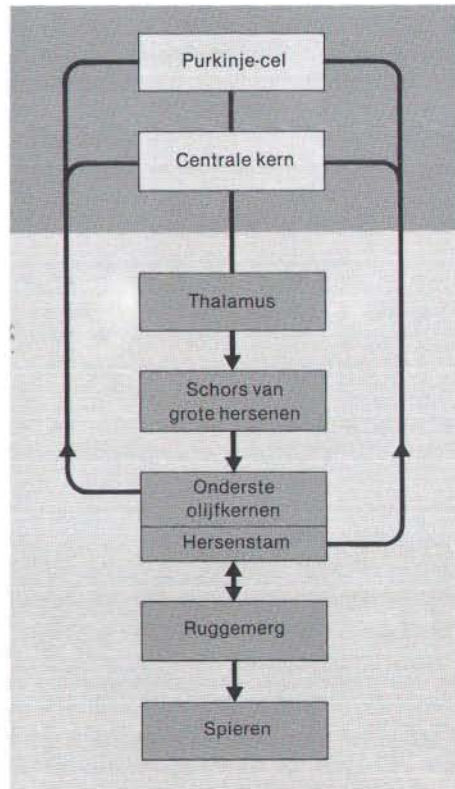 Purkinje-cel
Centrale kern
Thalamus
Schors van
grote hersenen
Onderste
olijfkernen
Hersenstam
Ruggemerg
Spieren